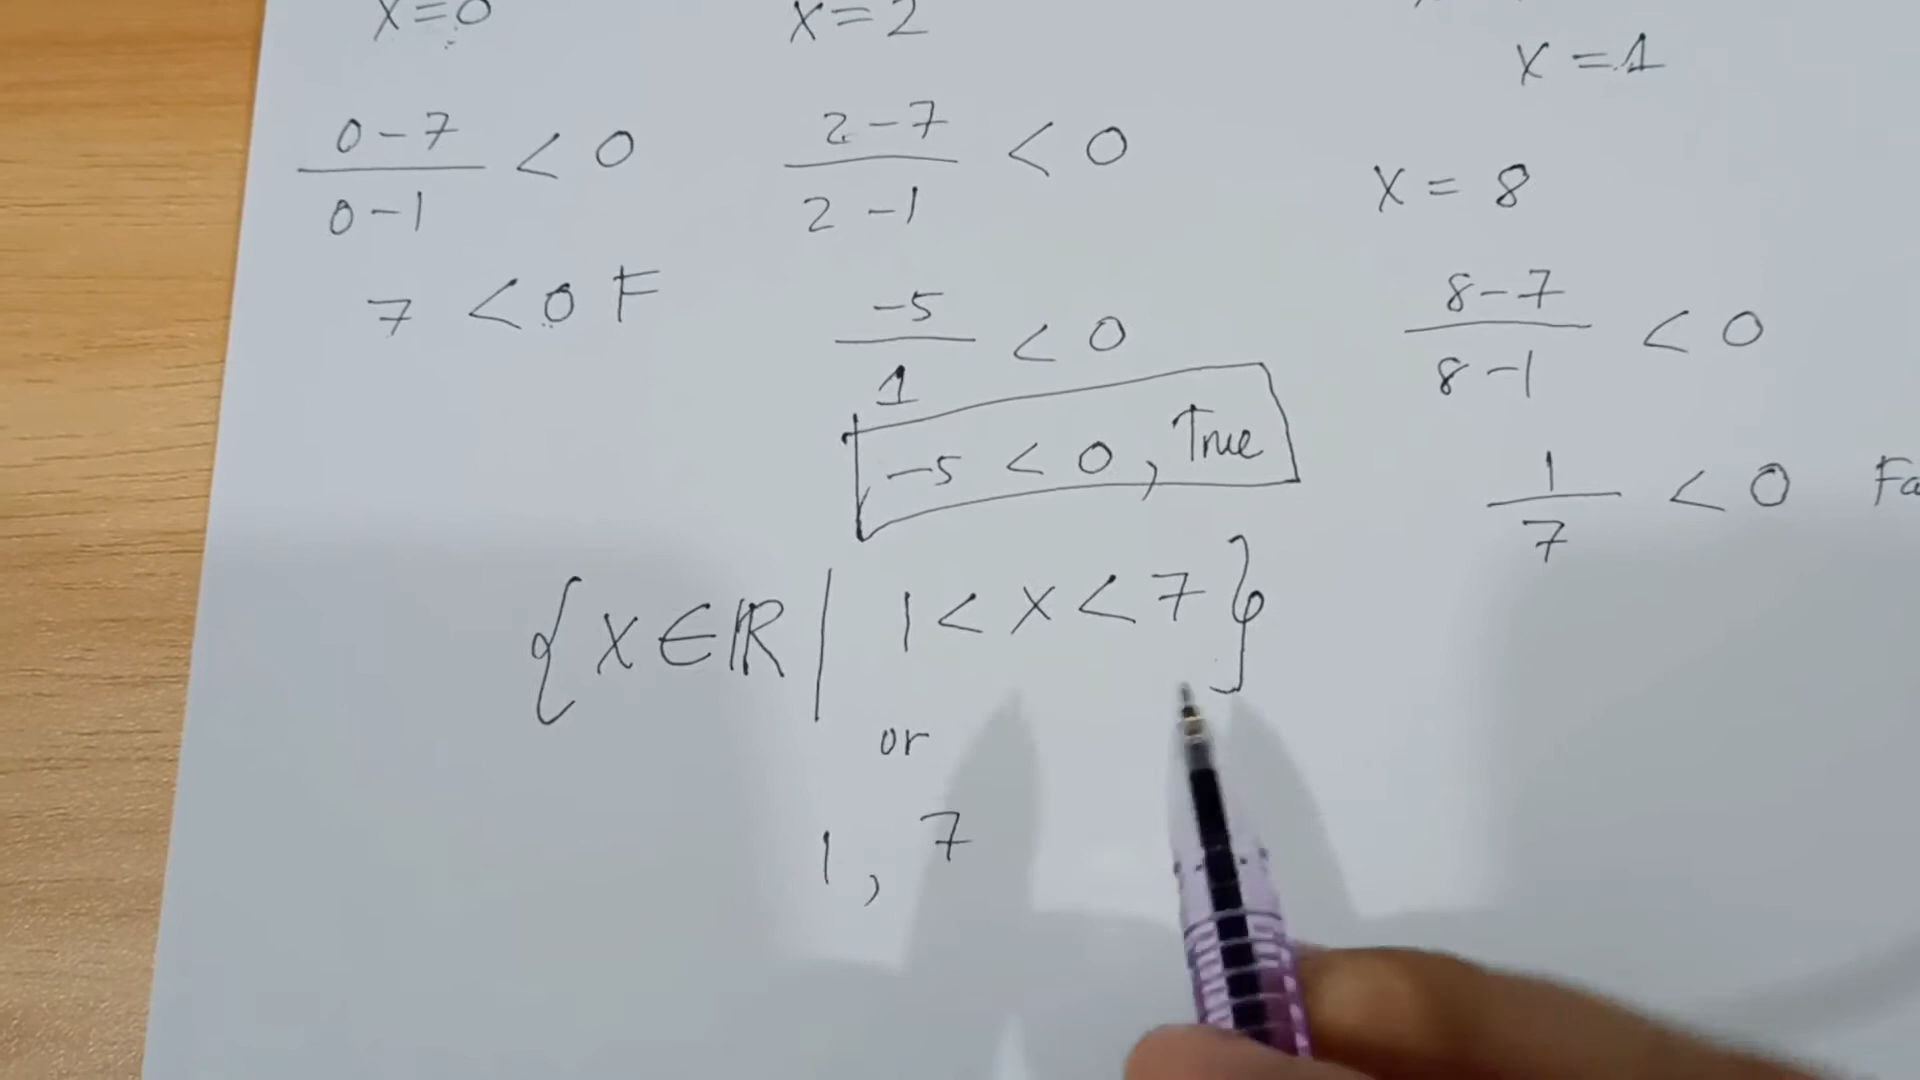 x=0
x=2
x=1
0-7
0-1
<0
7 <0 F
2-7
2-1
<0
-5
1
<0
-5 < 0, True
x = 8
8-7
8-1
<0
1
7
<0
{x∈ℝ| 1<x<7}
or
1, 7